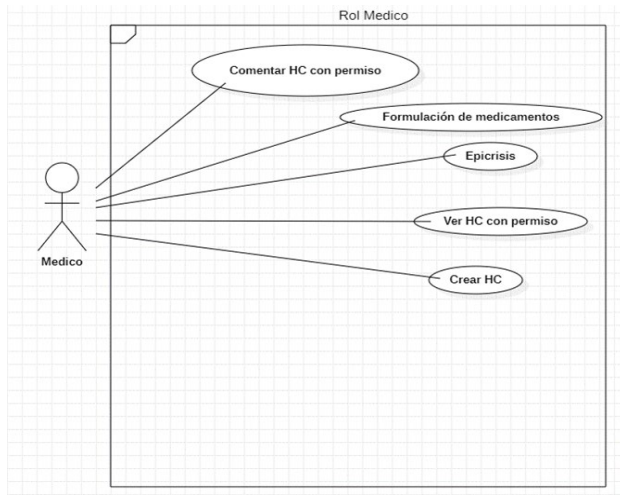 Rol Medico
Comentar HC con permiso
Formulación de medicamentos
Epicrisis
Ver HC con permiso
Medico
Crear HC